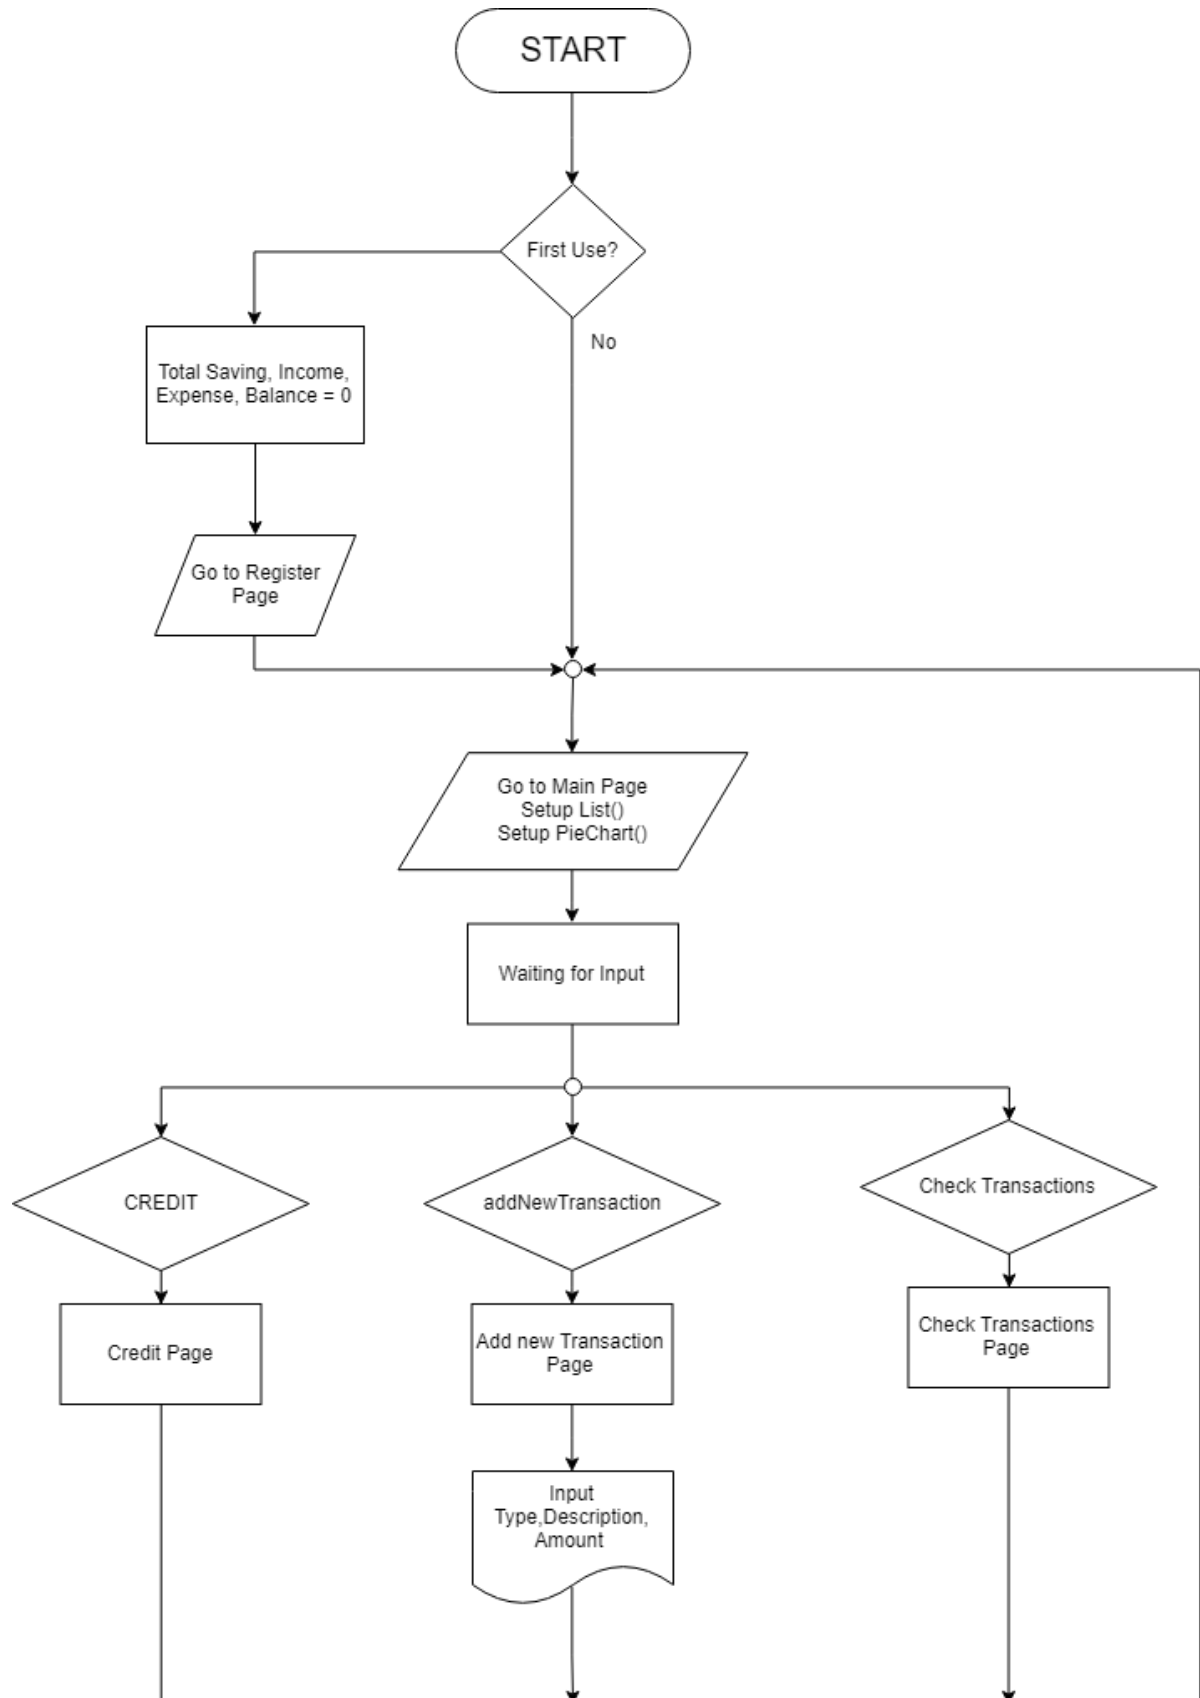 START
First Use?
No
Total Saving, Income,
Expense, Balance = 0
Go to Register
Page
Go to Main Page
Setup List()
Setup PieChart()
Waiting for Input
CREDIT
addNewTransaction
Check Transactions
Credit Page
Add new Transaction
Page
Check Transactions
Page
Input
Type,Description,
Amount